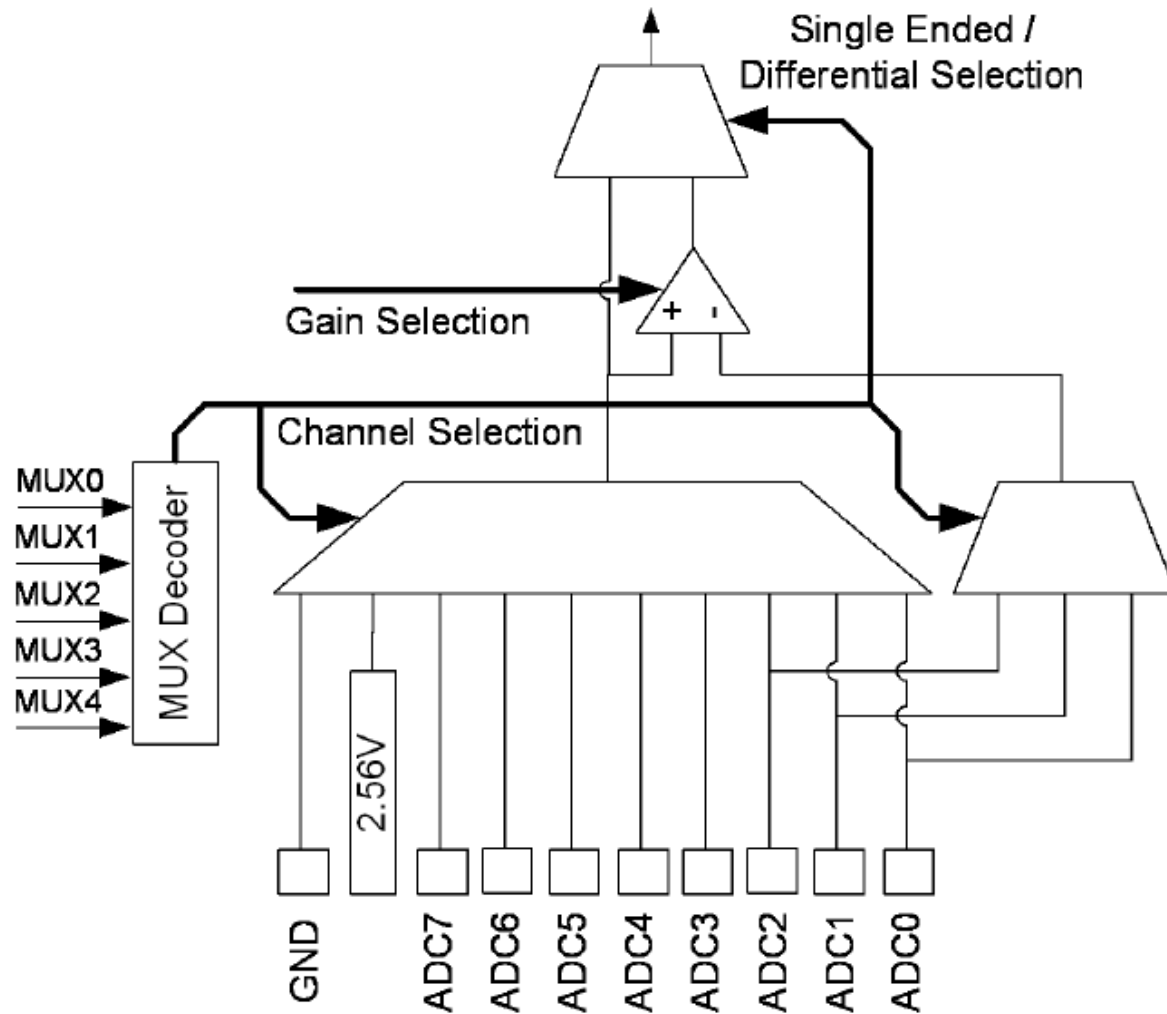 Single Ended /
Differential Selection
Gain Selection
+ -
Channel Selection
MUX0
MUX1
MUX2
MUX3
MUX4
MUX Decoder
2.56V
GND
ADC7
ADC6
ADC5
ADC4
ADC3
ADC2
ADC1
ADC0